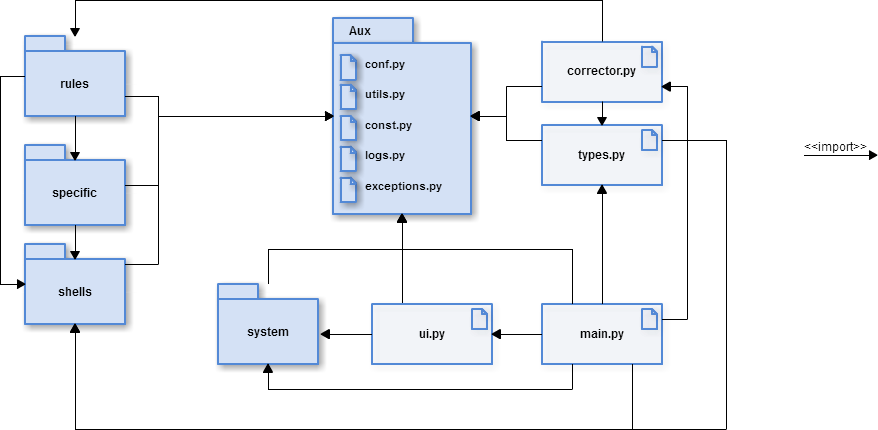 Aux
conf.py
utils.py
const.py
logs.py
exceptions.py
rules
specific
shells
corrector.py
types.py
<<import>>
system
ui.py
main.py